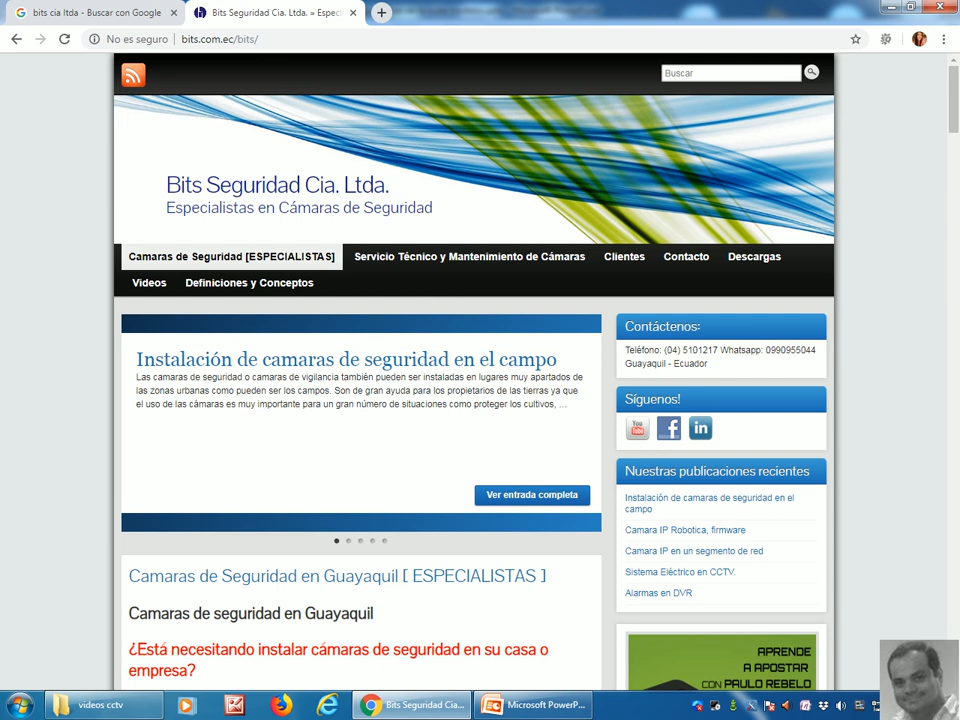 bits cia ltda - Buscar con Google
Bits Seguridad Cia. Ltda. » Espec
No es seguro
bits.com.ec/bits/
Buscar
Bits Seguridad Cia. Ltda.
Especialistas en Cámaras de Seguridad
Camaras de Seguridad [ESPECIALISTAS]
Servicio Técnico y Mantenimiento de Cámaras
Clientes
Contacto
Descargas
Videos
Definiciones y Conceptos
Instalación de camaras de seguridad en el campo
Las camaras de seguridad o camaras de vigilancia también pueden ser instaladas en lugares muy apartados de
las zonas urbanas como pueden ser los campos. Son de gran ayuda para los propietarios de las tierras ya que
el uso de las cámaras es muy importante para un gran número de situaciones como proteger los cultivos, …
Ver entrada completa
Camaras de Seguridad en Guayaquil [ ESPECIALISTAS ]
Camaras de seguridad en Guayaquil
¿Está necesitando instalar cámaras de seguridad en su casa o
empresa?
Contáctenos:
Teléfono: (04) 5101217 Whatsapp: 0990955044
Guayaquil - Ecuador
Síguenos!
You
Tube
in
Nuestras publicaciones recientes
Instalación de camaras de seguridad en el
campo
Camara IP Robotica, firmware
Camara IP en un segmento de red
Sistema Eléctrico en CCTV.
Alarmas en DVR
APRENDE
A APOSTAR
CON PAULO REBELO
videos cctv
Bits Seguridad Cia...
Microsoft PowerP...